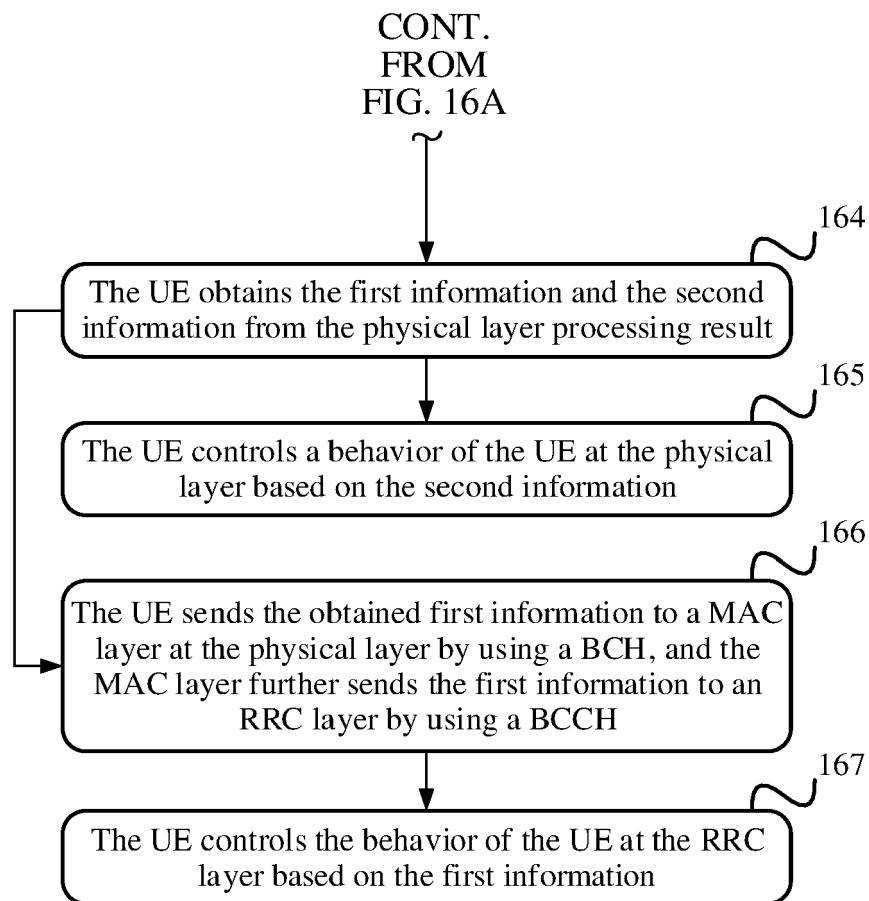 CONT.
FROM
FIG. 16A
164
The UE obtains the first information and the second
information from the physical layer processing result
165
The UE controls a behavior of the UE at the physical
layer based on the second information
166
The UE sends the obtained first information to a MAC
layer at the physical layer by using a BCH, and the
MAC layer further sends the first information to an
RRC layer by using a BCCH
167
The UE controls the behavior of the UE at the RRC
layer based on the first information